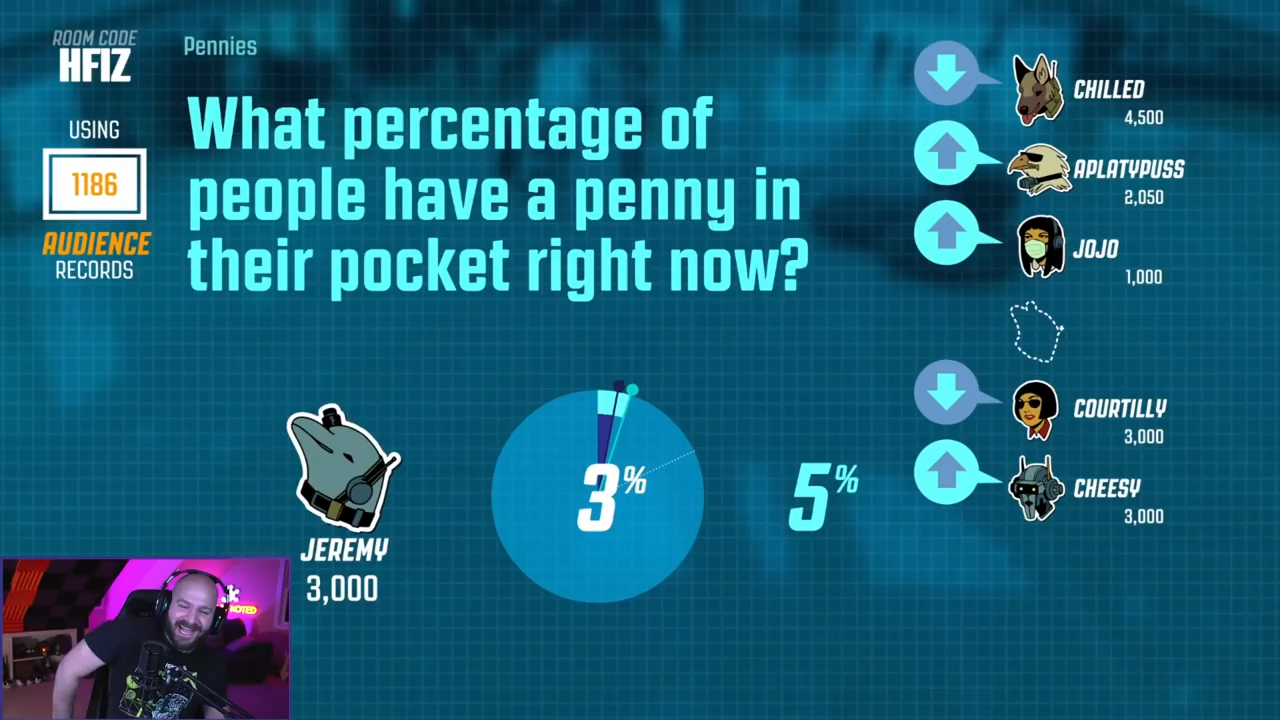 ROOM CODE
HFIZ
USING
1186
AUDIENCE
RECORDS
Pennies
What percentage of
people have a penny in
their pocket right now?
CHILLED
4,500
APLATYPUSS
2,050
JOJO
1,000
COURTILLY
3,000
CHEESY
3,000
JEREMY
3,000
3%
5%